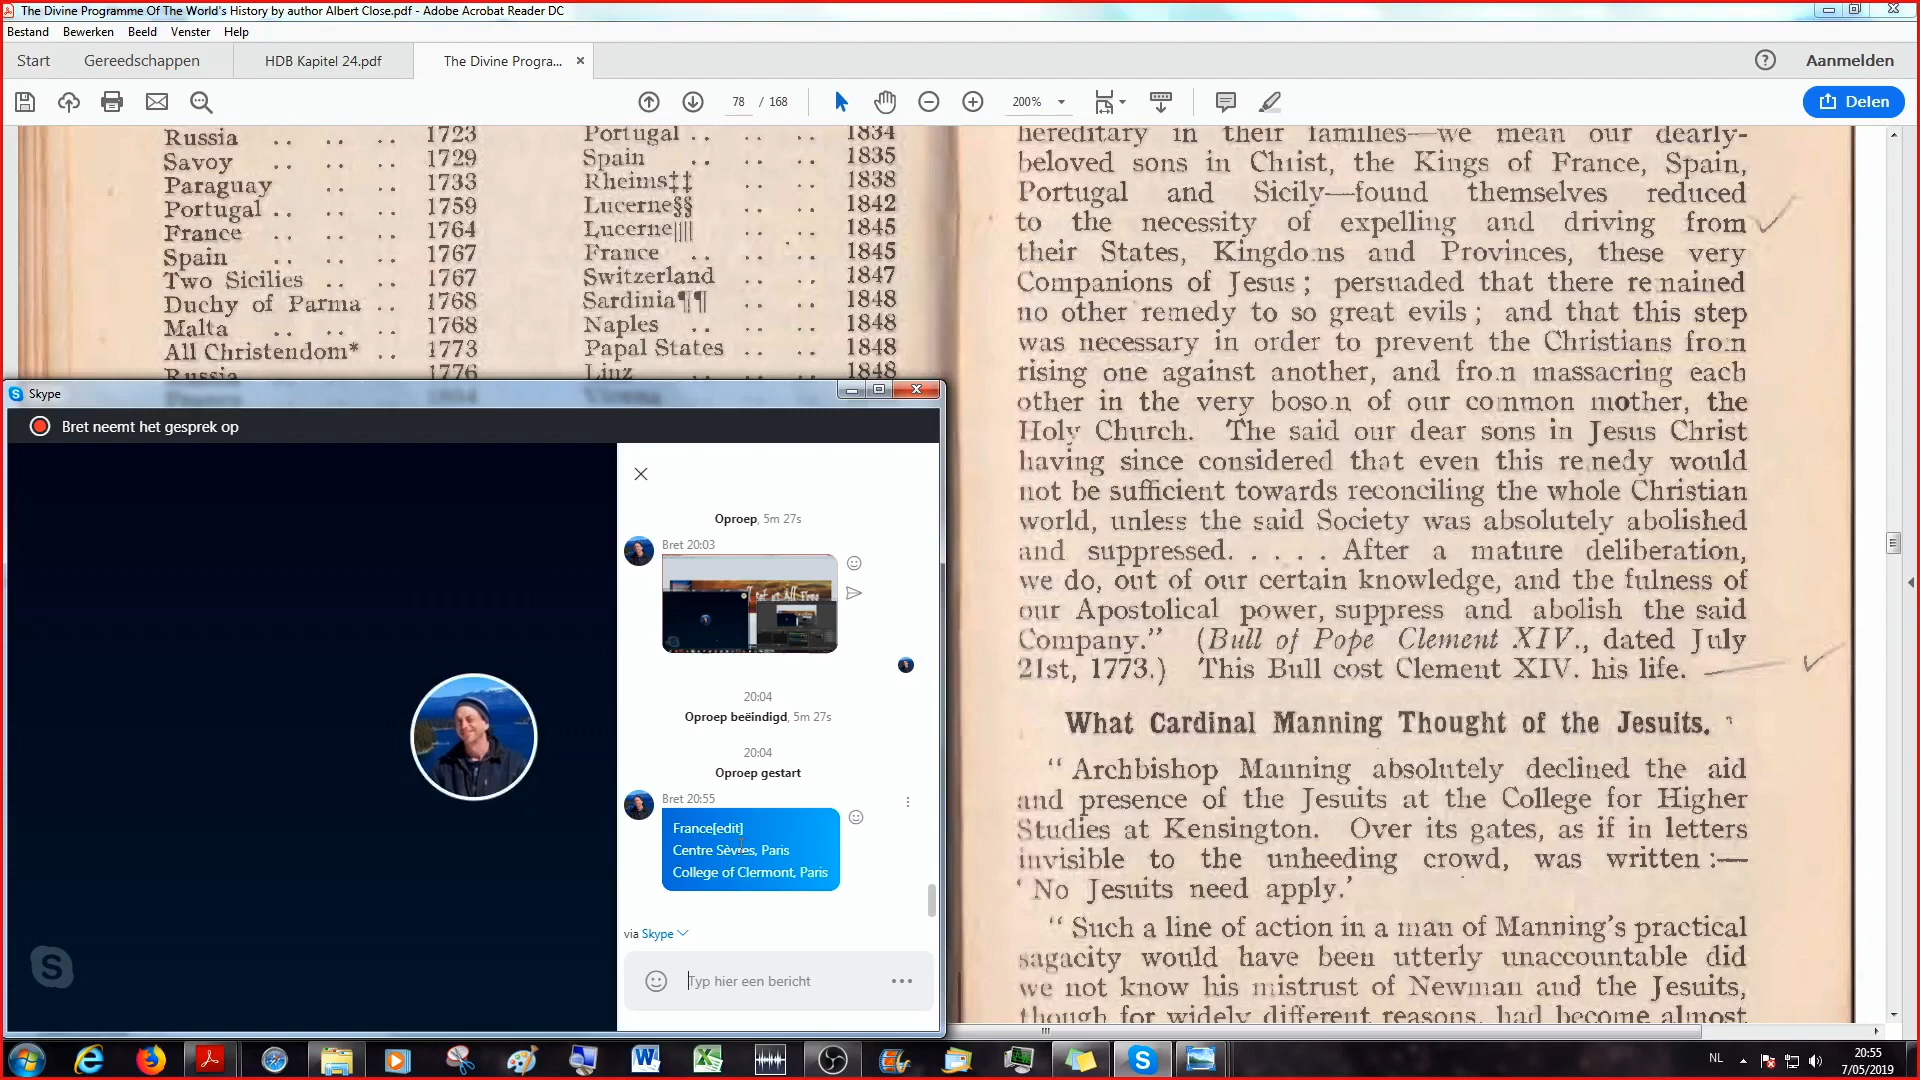 The Divine Programme Of The World's History by author Albert Close.pdf - Adobe Acrobat Reader DC
Bestand Bewerken Beeld Venster Help
Start Gereedschappen HDB Kapitel 24.pdf The Divine Progra... × Aanmelden
78 / 168 200% Delen
Russia .. .. .. 1723
Savoy .. .. .. 1729
Paraguay .. .. 1733
Portugal .. .. .. 1759
France .. .. .. 1764
Spain .. .. .. 1767
Two Sicilies .. .. 1767
Duchy of Parma .. .. 1768
Malta .. .. .. 1768
All Christendom* .. 1773
Russia 1776
Portugal .. .. .. 1834
Spain .. .. .. 1835
Rheims‡‡ .. .. 1838
Lucerne§§ .. .. 1842
Lucerne‖‖ .. .. 1845
France .. .. 1845
Switzerland .. .. 1847
Sardinia¶¶ .. .. 1848
Naples .. .. .. 1848
Papal States .. .. 1848
Linz .. .. .. 1848
hereditary in their families—we mean our dearly-
beloved sons in Christ, the Kings of France, Spain,
Portugal and Sicily—found themselves reduced
to the necessity of expelling and driving from
their States, Kingdoms and Provinces, these very
Companions of Jesus; persuaded that there remained
no other remedy to so great evils; and that this step
was necessary in order to prevent the Christians from
rising one against another, and from massacring each
other in the very bosom of our common mother, the
Holy Church. The said our dear sons in Jesus Christ
having since considered that even this remedy would
not be sufficient towards reconciling the whole Christian
world, unless the said Society was absolutely abolished
and suppressed. . . . . After a mature deliberation,
we do, out of our certain knowledge, and the fulness of
our Apostolical power, suppress and abolish the said
Company." (Bull of Pope Clement XIV., dated July
21st, 1773.) This Bull cost Clement XIV. his life.
What Cardinal Manning Thought of the Jesuits.
" Archbishop Manning absolutely declined the aid
and presence of the Jesuits at the College for Higher
Studies at Kensington. Over its gates, as if in letters
invisible to the unheeding crowd, was written :—
' No Jesuits need apply.'
" Such a line of action in a man of Manning's practical
sagacity would have been utterly unaccountable did
we not know his mistrust of Newman and the Jesuits,
though for widely different reasons, had become almost
Skype
Bret neemt het gesprek op
Oproep, 5m 27s
Bret 20:03
20:04
Oproep beëindigd, 5m 27s
20:04
Oproep gestart
Bret 20:55
France[edit]
Centre Sèvres, Paris
College of Clermont, Paris
via Skype
Typ hier een bericht
NL
20:55
7/05/2019